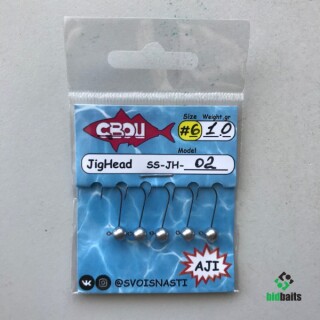 СВОИ
Size Weight,gr
#6 1.0
Model
JigHead SS-JH- 02
AJI
@SVOISNASTI
bidbaits